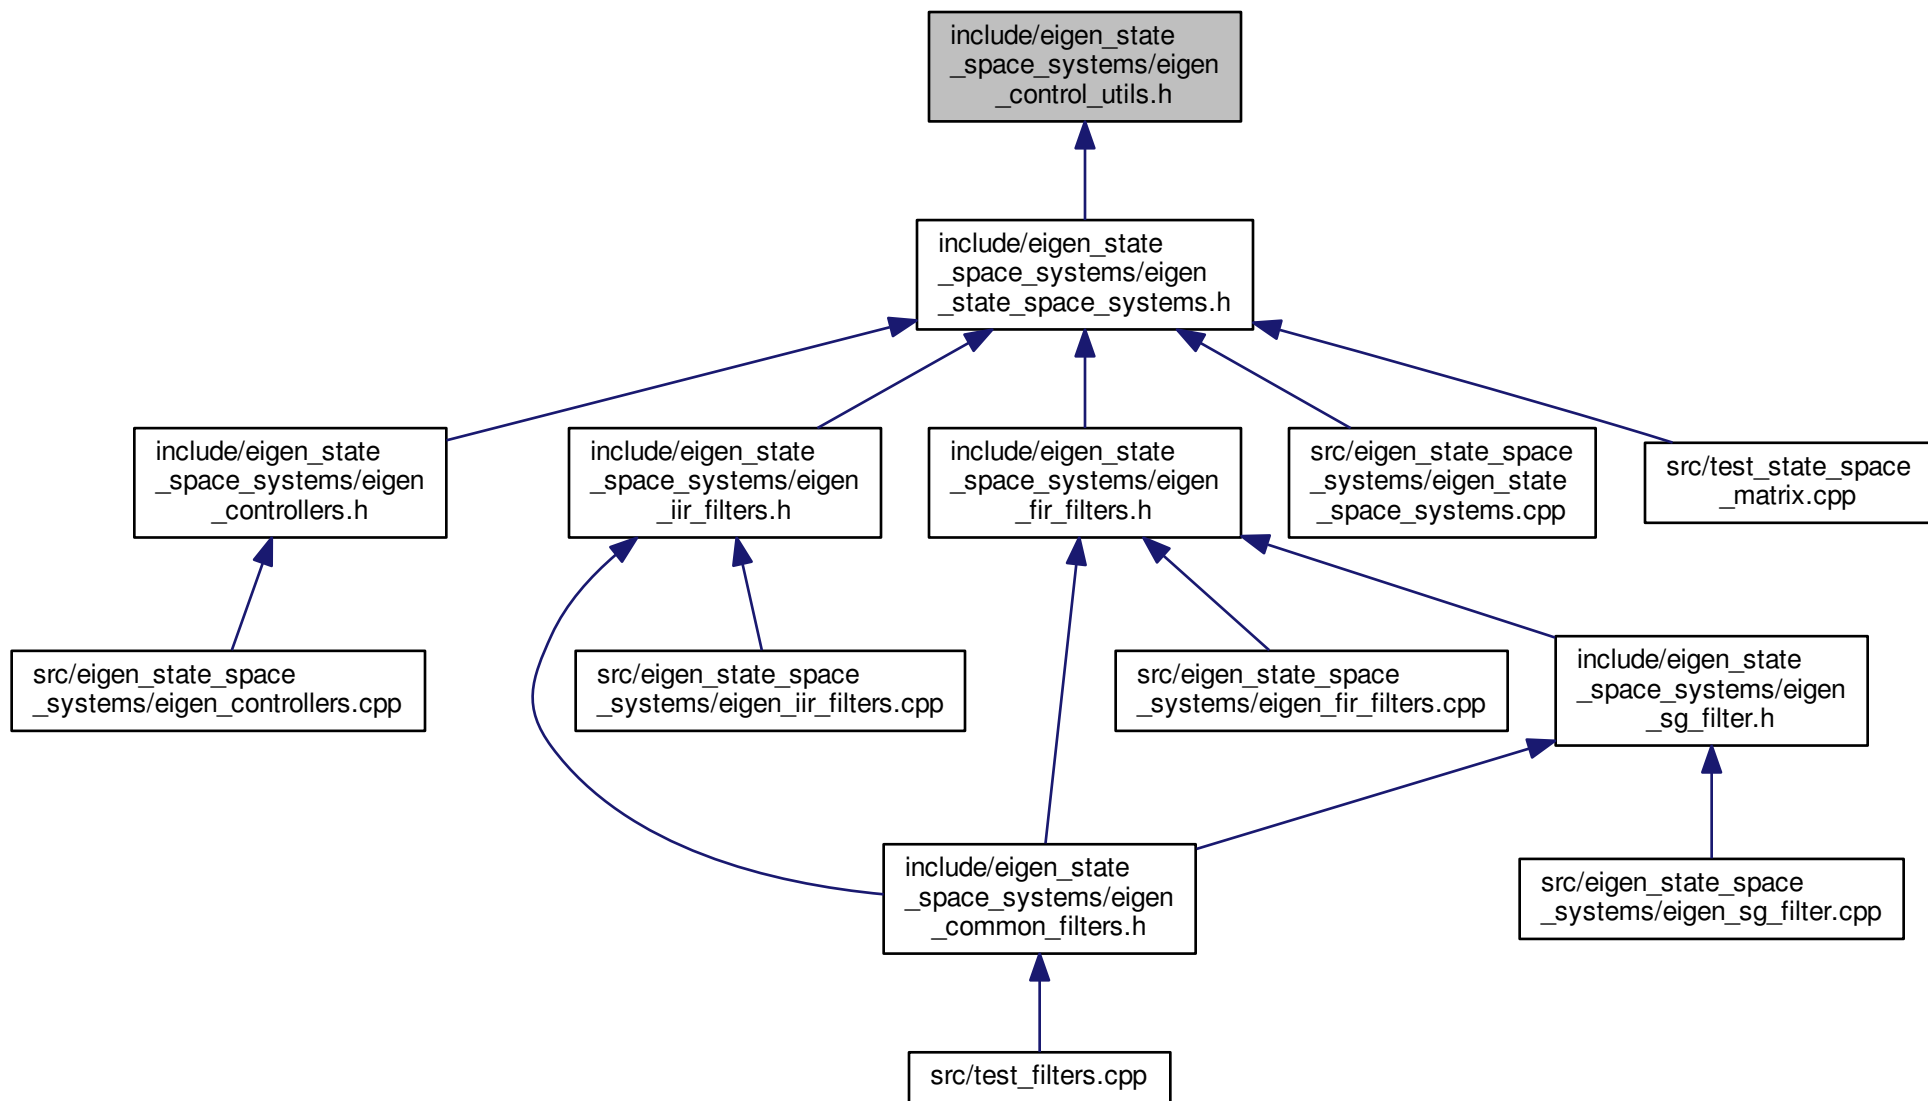 include/eigen_state
_space_systems/eigen
_control_utils.h
include/eigen_state
_space_systems/eigen
_state_space_systems.h
include/eigen_state
_space_systems/eigen
_controllers.h
include/eigen_state
_space_systems/eigen
_iir_filters.h
include/eigen_state
_space_systems/eigen
_fir_filters.h
src/eigen_state_space
_systems/eigen_state
_space_systems.cpp
src/test_state_space
_matrix.cpp
src/eigen_state_space
_systems/eigen_controllers.cpp
src/eigen_state_space
_systems/eigen_iir_filters.cpp
src/eigen_state_space
_systems/eigen_fir_filters.cpp
include/eigen_state
_space_systems/eigen
_sg_filter.h
include/eigen_state
_space_systems/eigen
_common_filters.h
src/eigen_state_space
_systems/eigen_sg_filter.cpp
src/test_filters.cpp